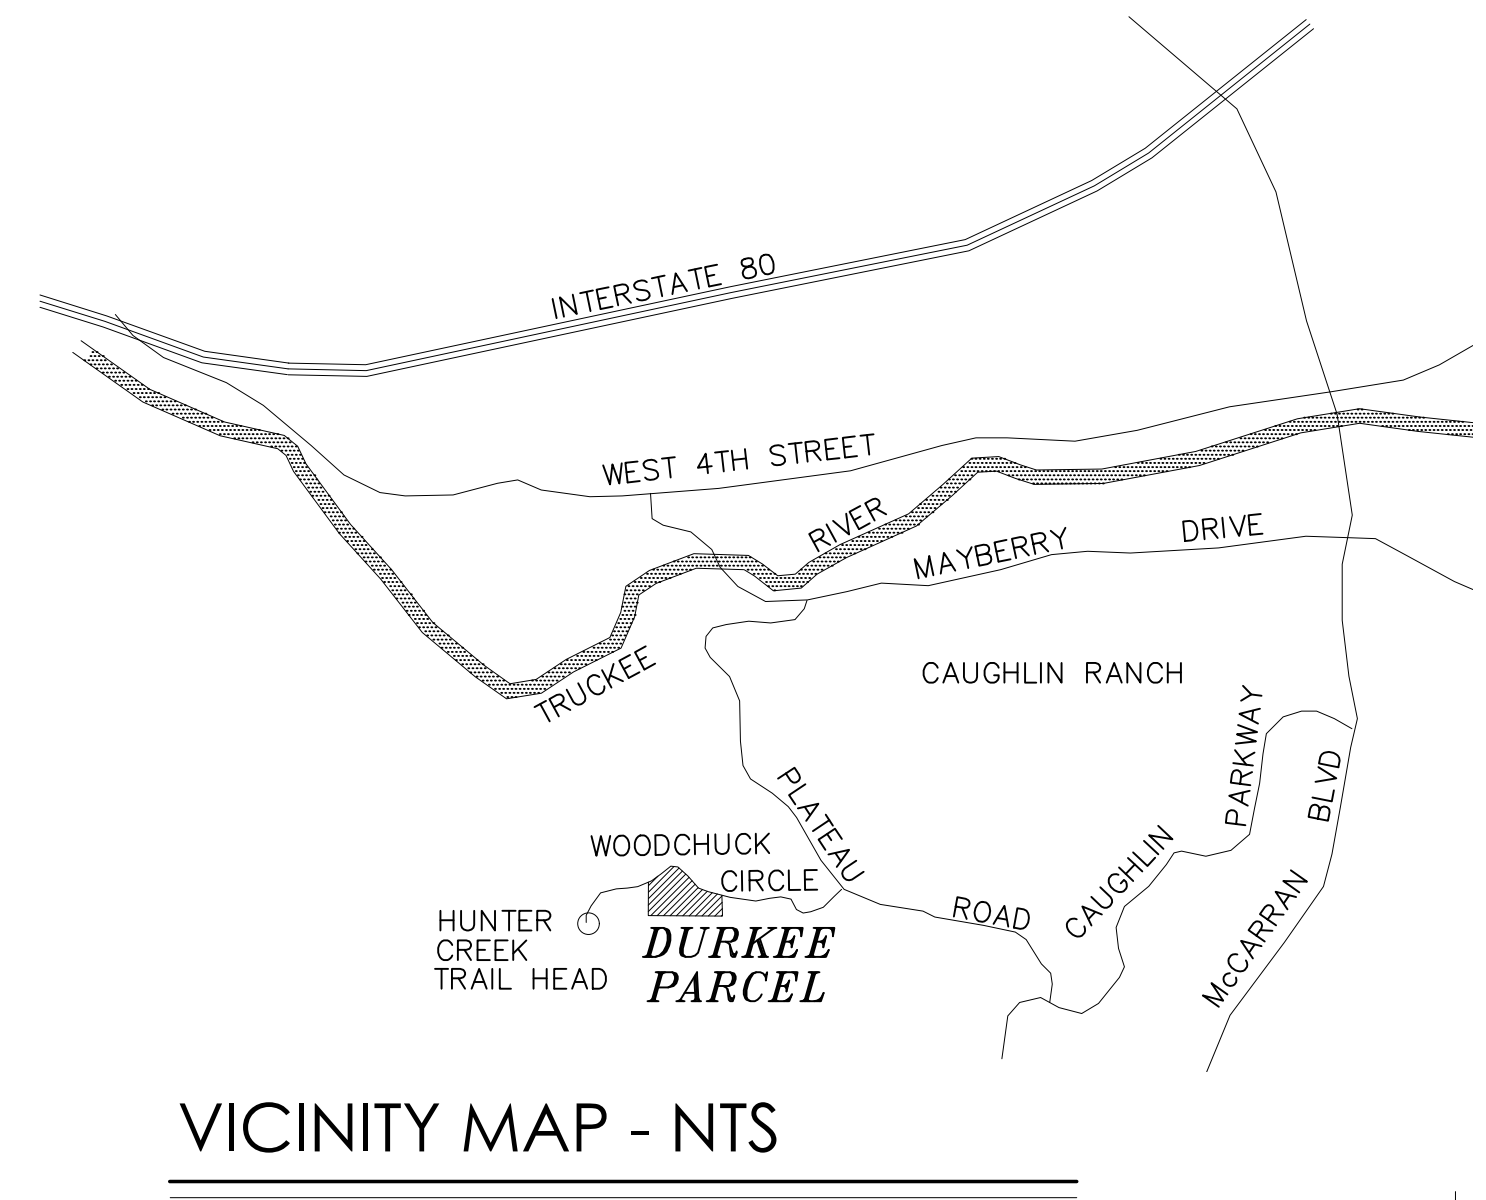 INTERSTATE 80
WEST 4TH STREET
RIVER
MAYBERRY DRIVE
TRUCKEE
CAUGHLIN RANCH
PARKWAY
BLVD
PLATEAU
WOODCHUCK
CIRCLE
CAUGHLIN
McCARRAN
ROAD
HUNTER
CREEK
TRAIL HEAD
DURKEE
PARCEL
VICINITY MAP - NTS